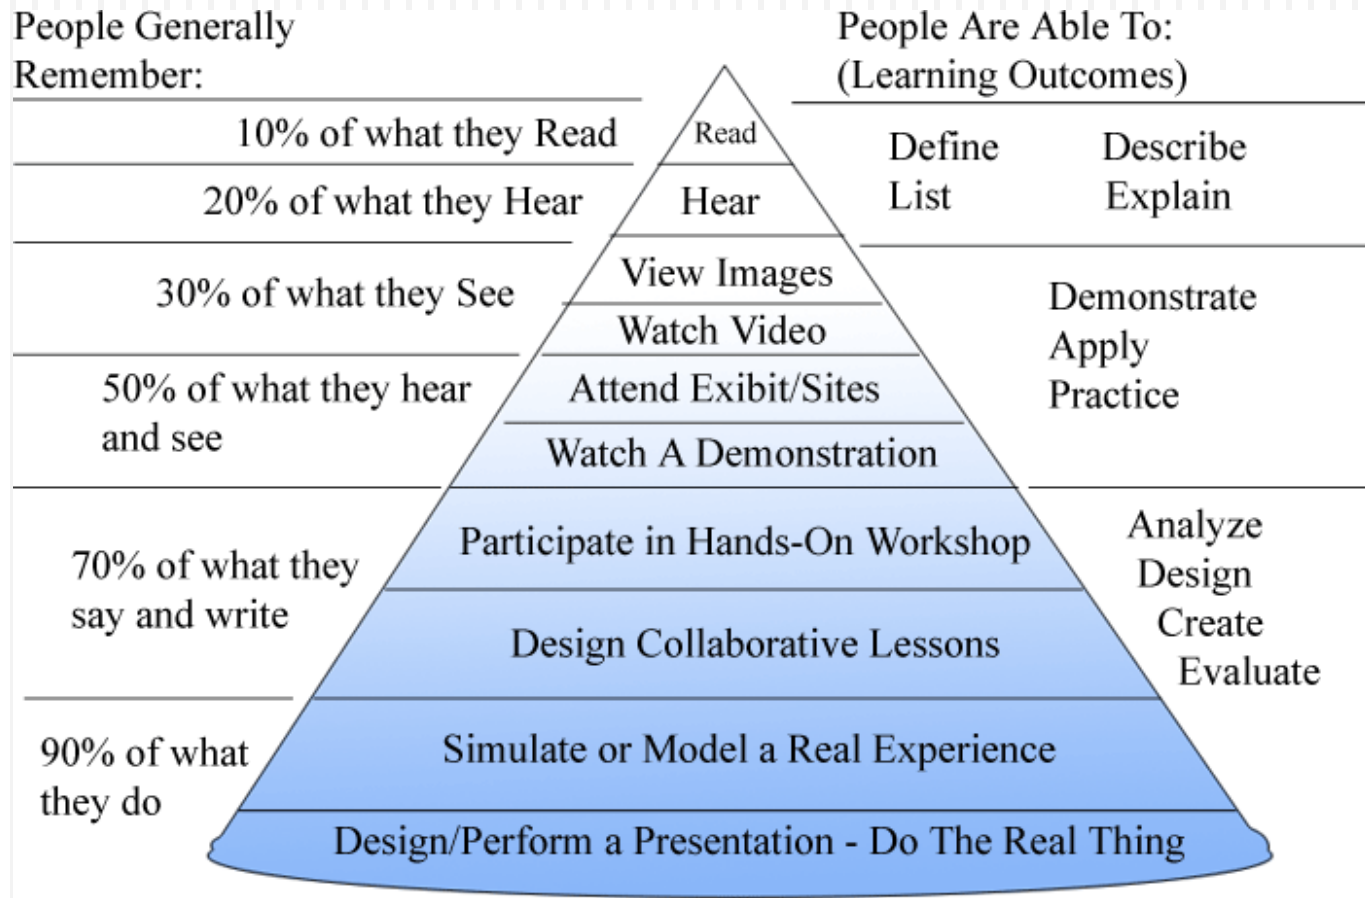 People Generally
Remember:
People Are Able To:
(Learning Outcomes)
10% of what they Read
Read
Define Describe
List Explain
20% of what they Hear
Hear
30% of what they See
View Images
Watch Video
Demonstrate
Apply
Practice
50% of what they hear
and see
Attend Exibit/Sites
Watch A Demonstration
70% of what they
say and write
Participate in Hands-On Workshop
Design Collaborative Lessons
Analyze
Design
Create
Evaluate
90% of what
they do
Simulate or Model a Real Experience
Design/Perform a Presentation - Do The Real Thing